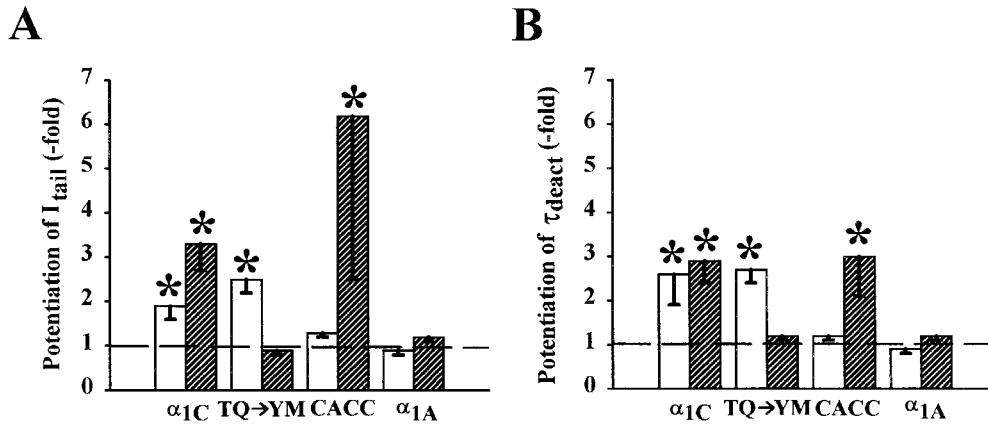 A
Potentiation of Itail (-fold)
7
6
5
4
3
2
1
0
* * * *
α1C TQ→YM CACC α1A
B
Potentiation of τdeact (-fold)
7
6
5
4
3
2
1
0
* * * *
α1C TQ→YM CACC α1A